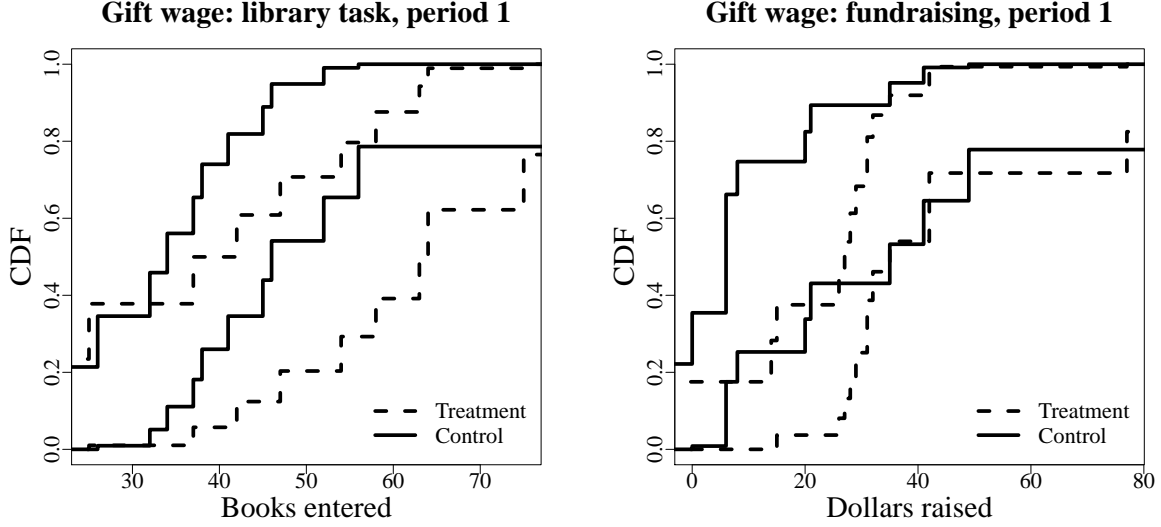 Gift wage: library task, period 1
CDF
1.0
0.8
0.6
0.4
0.2
0.0
Treatment
Control
30 40 50 60 70
Books entered
Gift wage: fundraising, period 1
CDF
1.0
0.8
0.6
0.4
0.2
0.0
Treatment
Control
0 20 40 60 80
Dollars raised